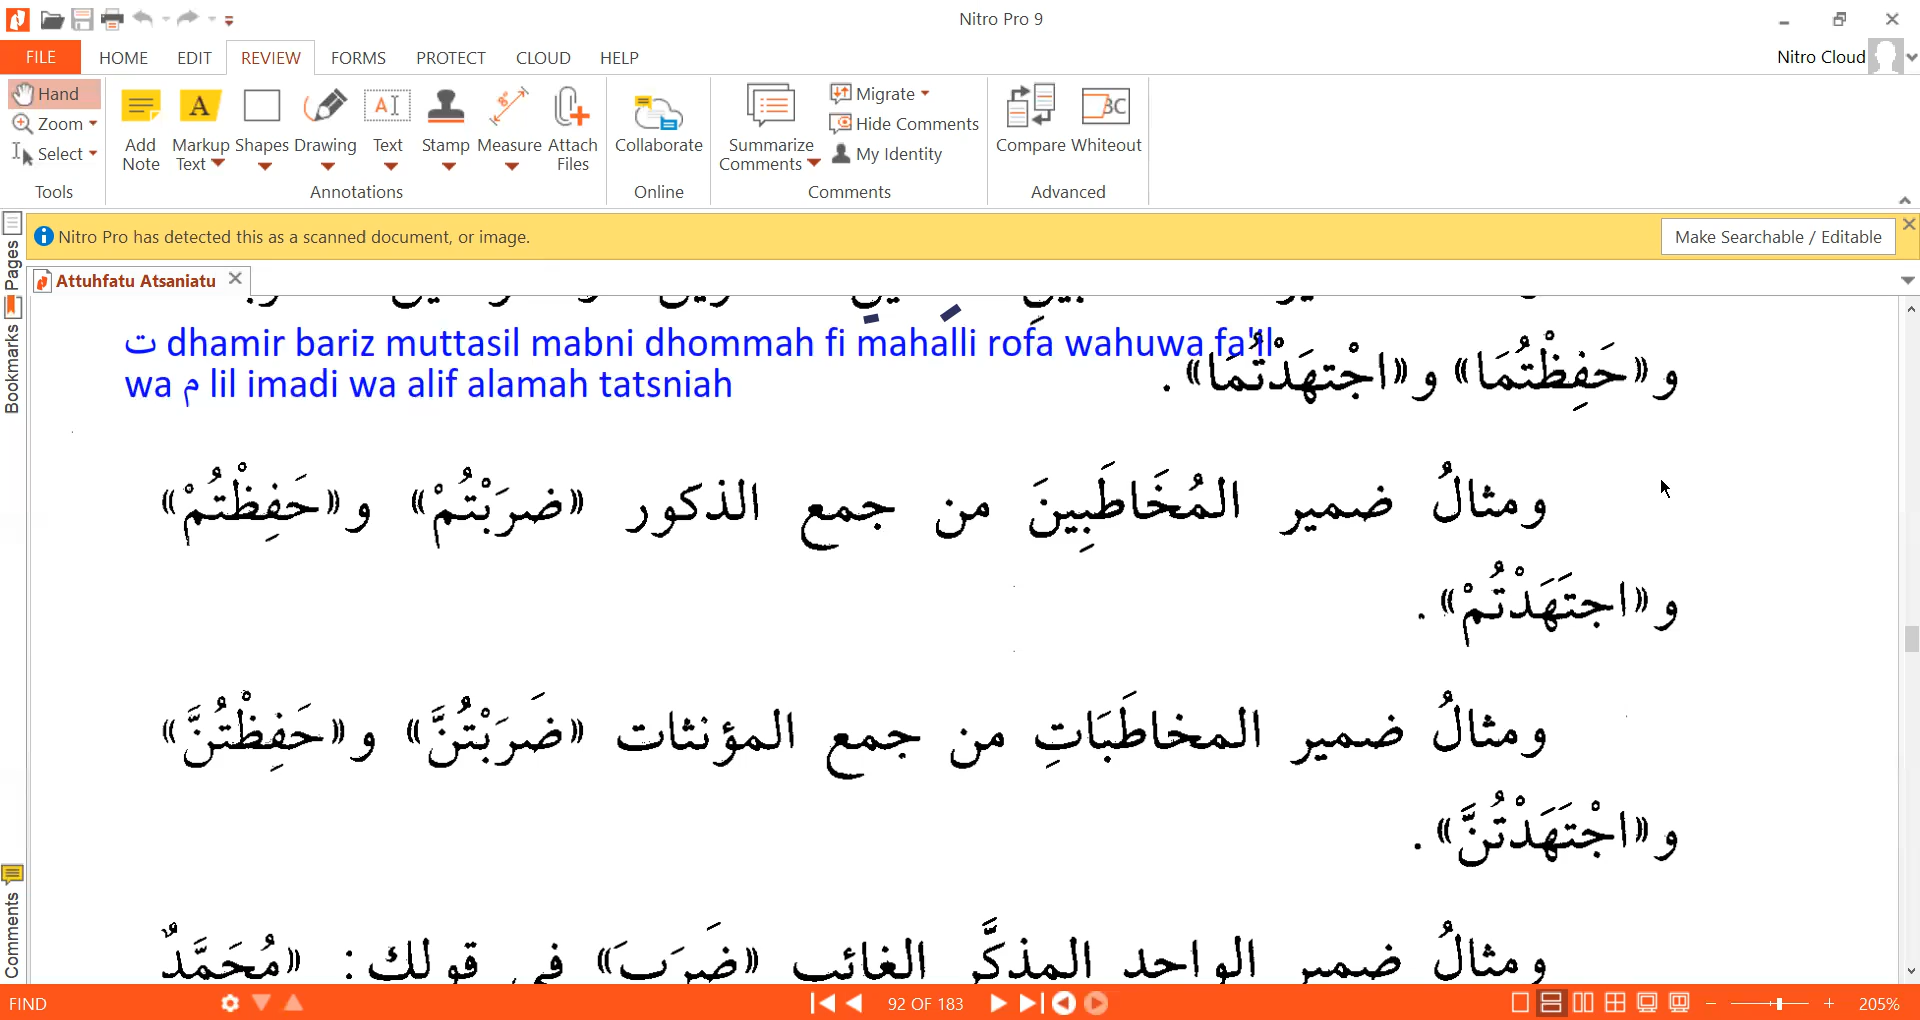 Nitro Pro 9
FILE HOME EDIT REVIEW FORMS PROTECT CLOUD HELP
Nitro Cloud
Hand
Zoom
Select
Tools
Add Note
Markup Text
Shapes
Drawing
Text
Stamp
Measure
Attach Files
Annotations
Collaborate
Online
Summarize Comments
Migrate
Hide Comments
My Identity
Comments
Compare
Whiteout
Advanced
Nitro Pro has detected this as a scanned document, or image.
Make Searchable / Editable
Attuhfatu Atsaniatu
Pages
Bookmarks
Comments
ت dhamir bariz muttasil mabni dhommah fi mahalli rofa wahuwa fa'il
wa م lil imadi wa alif alamah tatsniah
و «حَفِظْتُمَا» و «اجْتهَدْتُمَا» .
ومثالُ ضمير المُخَاطَبِينَ من جمع الذكور «ضرَبْتُمْ» و «حَفِظْتُمْ»
و «اجتَهَدْتُمْ» .
ومثالُ ضمير المخاطَبَاتِ من جمع المؤنثات «ضَرَبْتُنَّ» و «حَفِظْتُنَّ»
و «اجْتَهَدْتُنَّ» .
ومثالُ ضمير الواحد المذكَّر الغائب «ضَرَبَ» في قولك : «مُحَمَّدٌ
FIND
92 OF 183
205%